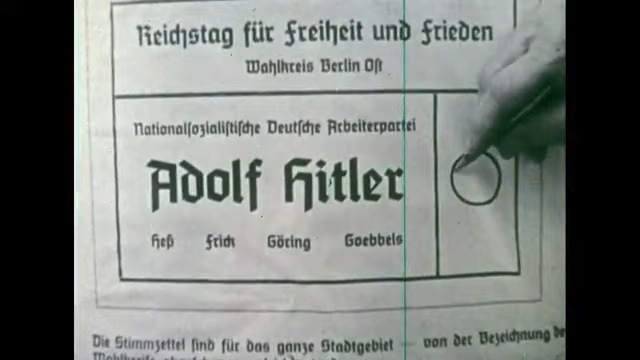 Reichstag für Freiheit und Frieden
Wahlkreis Berlin Ost
Nationalsozialistische Deutsche Arbeiterpartei
Adolf Hitler
Heß Frick Göring Goebbels
Die Stimmzettel sind für das ganze Stadtgebiet — von der Bezeichnung